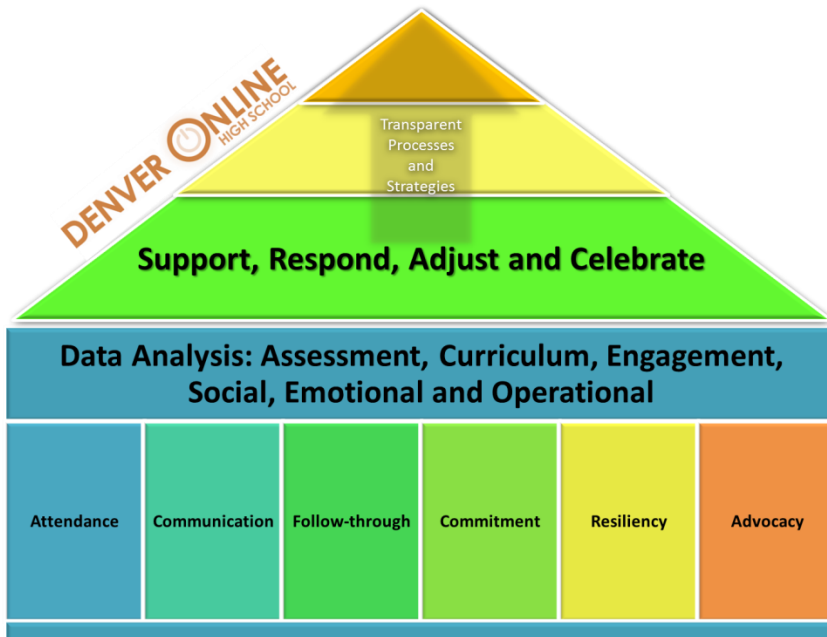 DENVER ONLINE
HIGH SCHOOL
Transparent
Processes
and
Strategies
Support, Respond, Adjust and Celebrate
Data Analysis: Assessment, Curriculum, Engagement,
Social, Emotional and Operational
Attendance
Communication
Follow-through
Commitment
Resiliency
Advocacy